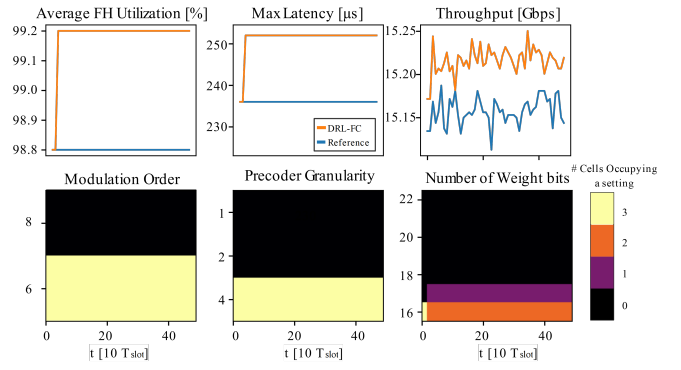 Average FH Utilization [%]
Max Latency [μs]
Throughput [Gbps]
99.2
99.1
99.0
98.9
98.8
250
240
230
DRL-FC
Reference
15.25
15.20
15.15
Modulation Order
Precoder Granularity
Number of Weight bits
# Cells Occupying
a setting
8
6
0 20 40
t [10 Tslot]
1
2
4
0 20 40
t [10 Tslot]
22
20
18
16
0 20 40
t [10 Tslot]
3
2
1
0